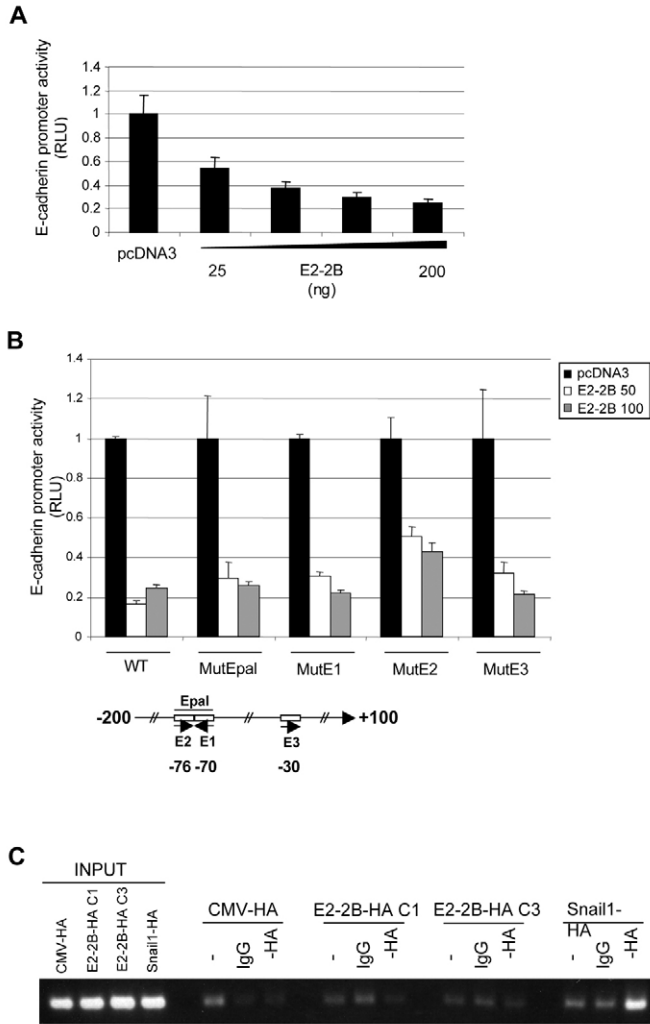 A
E-cadherin promoter activity
(RLU)
1.4
1.2
1
0.8
0.6
0.4
0.2
0
pcDNA3
25
E2-2B
(ng)
200
B
E-cadherin promoter activity
(RLU)
1.4
1.2
1
0.8
0.6
0.4
0.2
0
pcDNA3
E2-2B 50
E2-2B 100
WT
MutEpal
MutE1
MutE2
MutE3
Epal
-200
//
//
//
+100
E2
E1
E3
-76
-70
-30
C
INPUT
CMV-HA
E2-2B-HA C1
E2-2B-HA C3
Snail1-HA
CMV-HA
-
IgG
-HA
E2-2B-HA C1
-
IgG
-HA
E2-2B-HA C3
-
IgG
-HA
Snail1-
HA
-
IgG
-HA